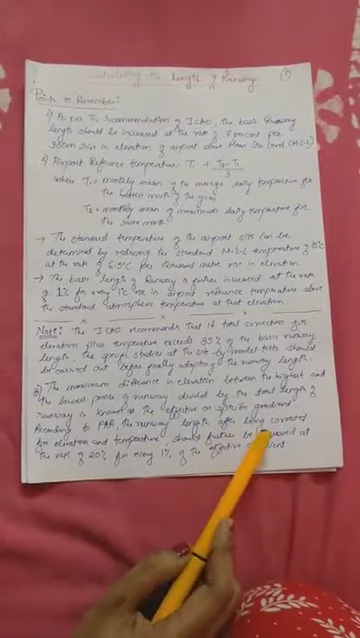 Calculating the Length of Runway
1
Points to Remember:
1) As per the recommendation of ICAO, the basic Runway
length should be increased at the rate of 7 percent per
300m rise in elevation of airport above Mean Sea Level (M.S.L)
2) Airport Reference temperature: T1 + (T2-T1)/3
where T1 = monthly mean of the average daily temperature for
the hottest month of the year
T2 = monthly mean of maximum daily temperature for
the same month
→ The standard temperature of the airport site can be
determined by reducing the standard M.S.L temperature of 15°C
at the rate of 6.5°C per thousand metre rise in elevation
→ The basic length of Runway is further increased at the rate
of 1% for every 1°C rise in airport reference temperature above
the standard atmosphere temperature at that elevation
Note: The ICAO recommends that if total correction for
elevation plus temperature exceeds 35% of the basic runway
length. The specific studies at the site by model tests should
be carried out before finally adopting the runway length.
3) The maximum difference in elevation between the highest and
the lowest points of runway divided by the total length of
runway is known as the effective or gradient
According to FAA, the runway length after being corrected
for elevation and temperature should further be at
the rate of 20% for every 1% of the effective